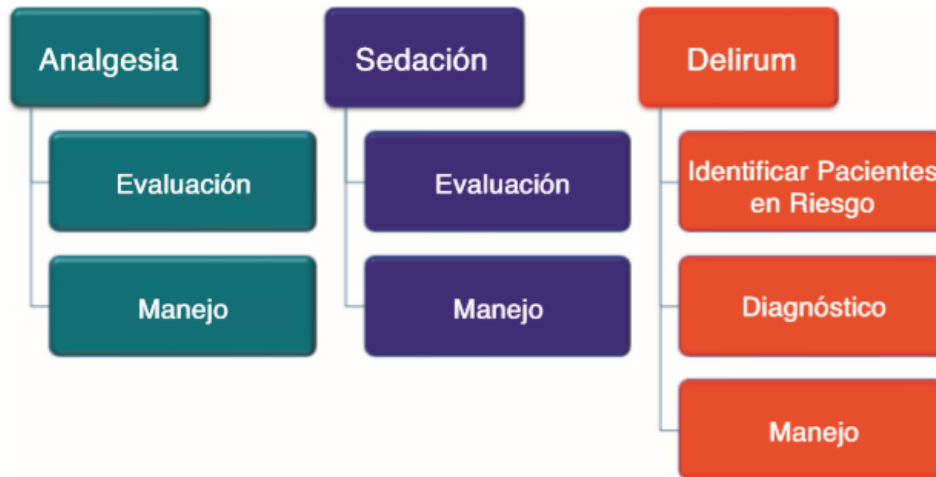 Analgesia
Evaluación
Manejo
Sedación
Evaluación
Manejo
Delirum
Identificar Pacientes
en Riesgo
Diagnóstico
Manejo